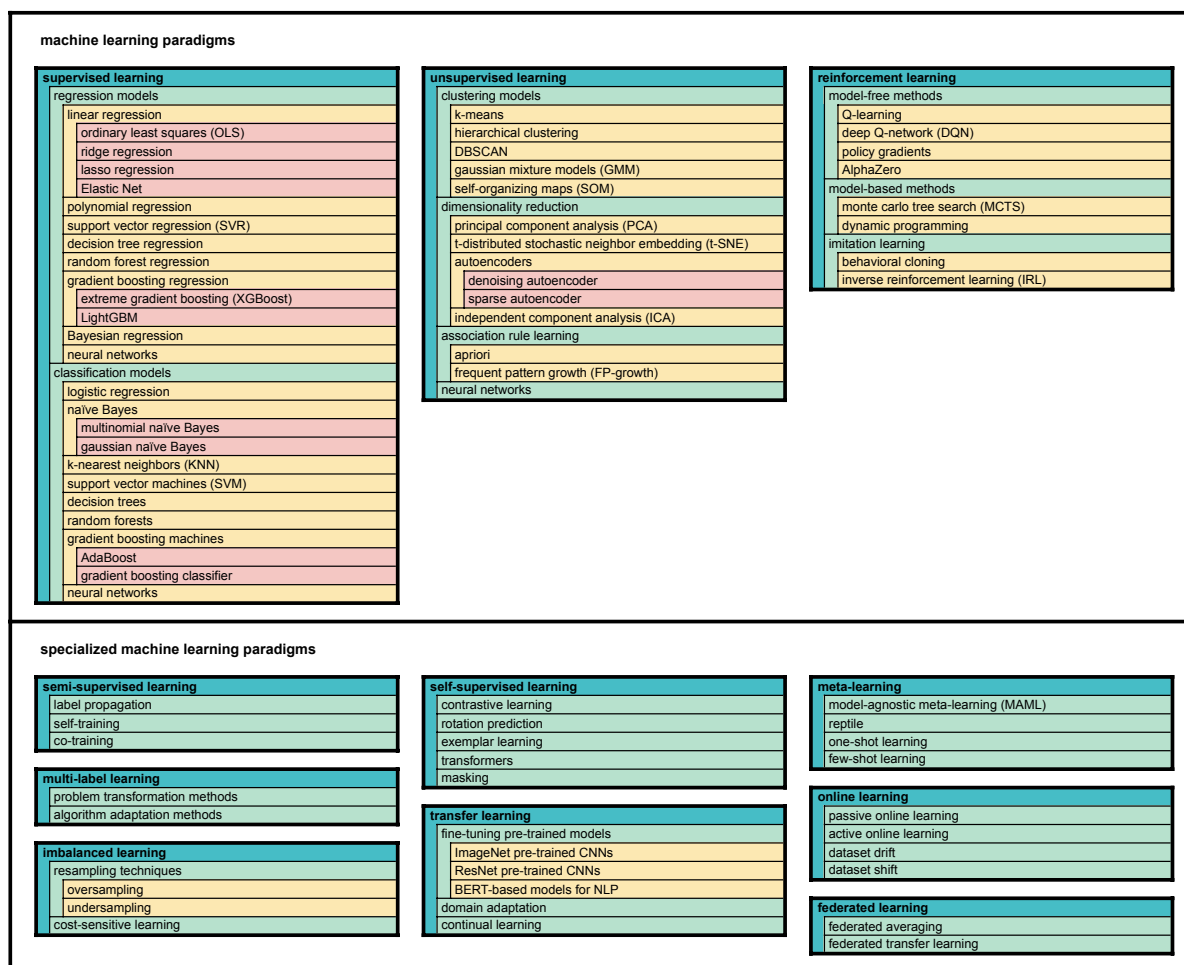 machine learning paradigms
supervised learning
regression models
linear regression
ordinary least squares (OLS)
ridge regression
lasso regression
Elastic Net
polynomial regression
support vector regression (SVR)
decision tree regression
random forest regression
gradient boosting regression
extreme gradient boosting (XGBoost)
LightGBM
Bayesian regression
neural networks
classification models
logistic regression
naïve Bayes
multinomial naïve Bayes
gaussian naïve Bayes
k-nearest neighbors (KNN)
support vector machines (SVM)
decision trees
random forests
gradient boosting machines
AdaBoost
gradient boosting classifier
neural networks
unsupervised learning
clustering models
k-means
hierarchical clustering
DBSCAN
gaussian mixture models (GMM)
self-organizing maps (SOM)
dimensionality reduction
principal component analysis (PCA)
t-distributed stochastic neighbor embedding (t-SNE)
autoencoders
denoising autoencoder
sparse autoencoder
independent component analysis (ICA)
association rule learning
apriori
frequent pattern growth (FP-growth)
neural networks
reinforcement learning
model-free methods
Q-learning
deep Q-network (DQN)
policy gradients
AlphaZero
model-based methods
monte carlo tree search (MCTS)
dynamic programming
imitation learning
behavioral cloning
inverse reinforcement learning (IRL)
specialized machine learning paradigms
semi-supervised learning
label propagation
self-training
co-training
multi-label learning
problem transformation methods
algorithm adaptation methods
imbalanced learning
resampling techniques
oversampling
undersampling
cost-sensitive learning
self-supervised learning
contrastive learning
rotation prediction
exemplar learning
transformers
masking
transfer learning
fine-tuning pre-trained models
ImageNet pre-trained CNNs
ResNet pre-trained CNNs
BERT-based models for NLP
domain adaptation
continual learning
meta-learning
model-agnostic meta-learning (MAML)
reptile
one-shot learning
few-shot learning
online learning
passive online learning
active online learning
dataset drift
dataset shift
federated learning
federated averaging
federated transfer learning